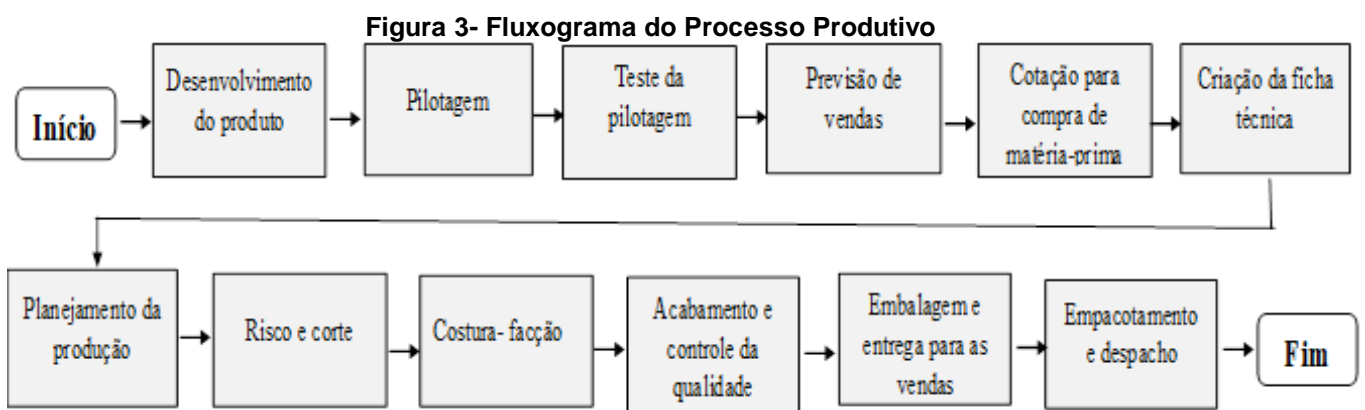 Figura 3- Fluxograma do Processo Produtivo
Início
Desenvolvimento
do produto
Pilotagem
Teste da
pilotagem
Previsão de
vendas
Cotação para
compra de
matéria-prima
Criação da ficha
técnica
Planejamento da
produção
Risco e corte
Costura- facção
Acabamento e
controle da
qualidade
Embalagem e
entrega para as
vendas
Empacotamento
e despacho
Fim